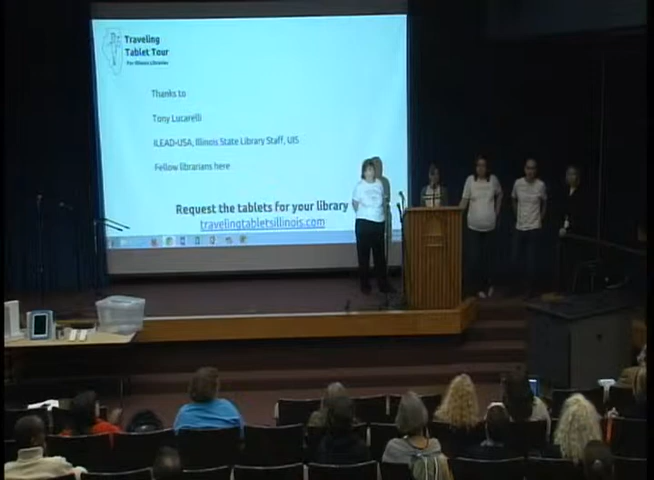 Traveling
Tablet Tour
For Illinois Libraries
Thanks to
Tony Lucarelli
ILEAD-USA, Illinois State Library Staff, UIS
Fellow librarians here
Request the tablets for your library
travelingtabletsillinois.com